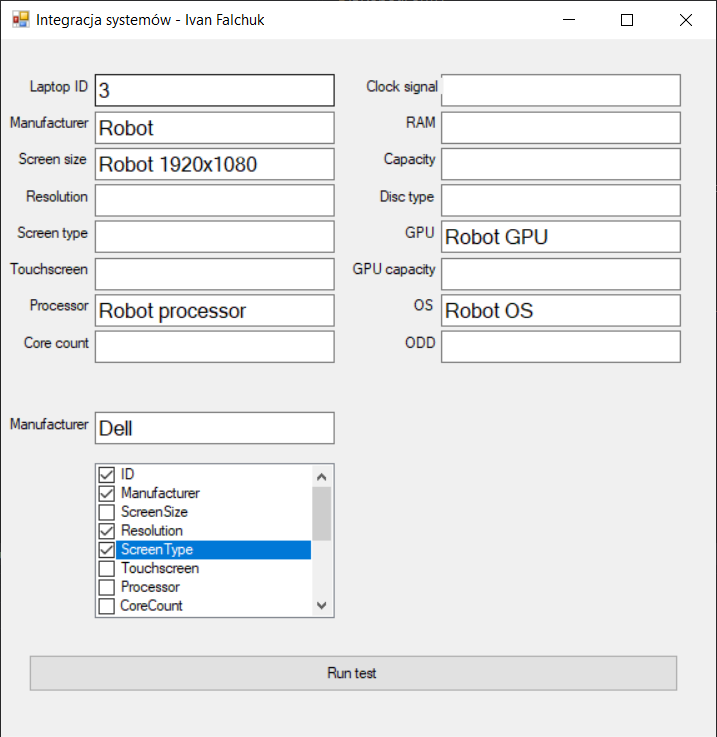 Integracja systemów - Ivan Falchuk
Laptop ID 3 Clock signal
Manufacturer Robot RAM
Screen size Robot 1920x1080 Capacity
Resolution Disc type
Screen type GPU Robot GPU
Touchscreen GPU capacity
Processor Robot processor OS Robot OS
Core count ODD
Manufacturer Dell
ID
Manufacturer
ScreenSize
Resolution
ScreenType
Touchscreen
Processor
CoreCount
Run test